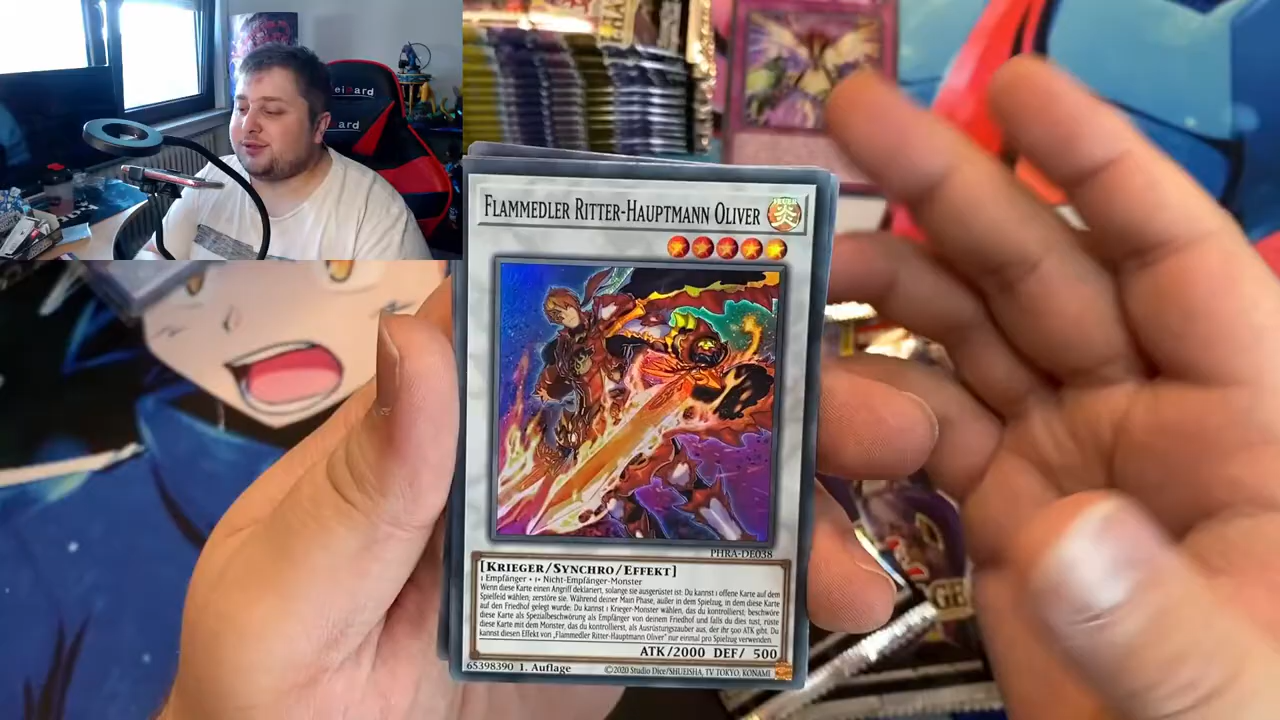 eiGard
ard
FLAMMEDLER RITTER-HAUPTMANN OLIVER
FEUER
炎
PHRA-DE038
[KRIEGER/SYNCHRO/EFFEKT]
1 Empfänger + 1+ Nicht-Empfänger-Monster
Wenn diese Karte einen Angriff deklariert, solange sie ausgerüstet ist: Du kannst 1 offene Karte auf dem
Spielfeld wählen; zerstöre sie. Während deiner Main Phase, außer in dem Spielzug, in dem diese Karte
auf den Friedhof gelegt wurde: Du kannst 1 Krieger-Monster wählen, das du kontrollierst; beschwöre
diese Karte als Spezialbeschwörung als Empfänger von deinem Friedhof und falls du dies tust, rüste
diese Karte mit dem Monster, das du kontrollierst, als Ausrüstungszauber aus, der ihr 500 ATK gibt. Du
kannst diesen Effekt von „Flammedler Ritter-Hauptmann Oliver" nur einmal pro Spielzug verwenden.
ATK/2000 DEF/ 500
65398390 1. Auflage
©2020 Studio Dice/SHUEISHA, TV TOKYO, KONAMI